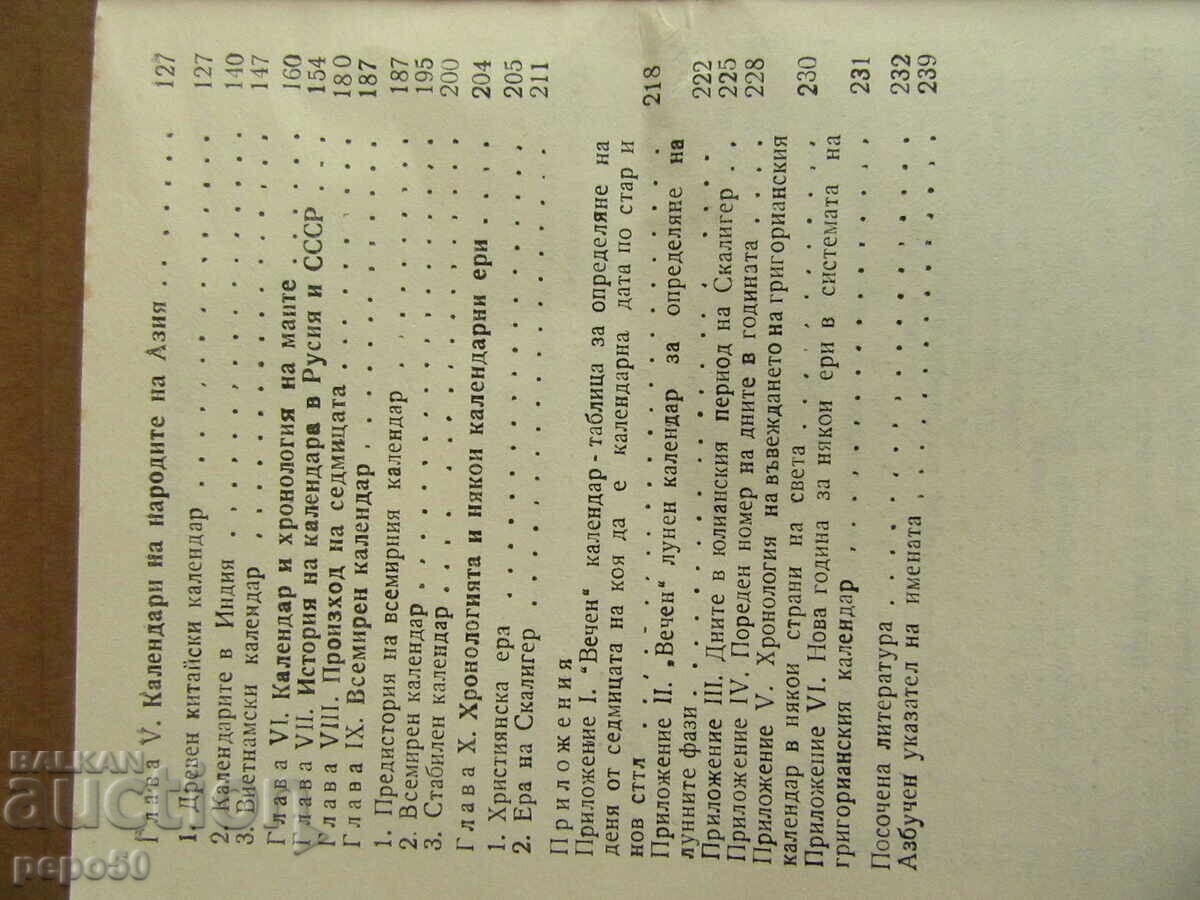 Глава V. Календари на народите на Азия . . . . . . . 127
1. Древен китайски календар . . . . . . . . . . . 127
2. Календарите в Индия . . . . . . . . . . . . 140
3. Виетнамски календар . . . . . . . . . . . . 147
Глава VI. Календар и хронология на маите . . . . . . 160
Глава VII. История на календара в Русия и СССР . . . 154
Глава VIII. Произход на седмицата . . . . . . . . . 180
Глава IX. Всемирен календар . . . . . . . . . . . 187
1. Предистория на всемирния календар . . . . . . . 187
2. Всемирен календар . . . . . . . . . . . . . 195
3. Стабилен календар . . . . . . . . . . . . . 200
Глава X. Хронологията и някои календарни ери . . . . 204
1. Християнска ера . . . . . . . . . . . . . . 205
2. Ера на Скалигер . . . . . . . . . . . . . . 211
Приложения
Приложение I. "Вечен" календар-таблица за определяне на
деня от седмицата на коя да е календарна дата по стар и
нов сттл . . . . . . . . . . . . . . . . . 218
Приложение II. „Вечен" лунен календар за определяне на
лунните фази . . . . . . . . . . . . . . . . 222
Приложение III. Дните в юлианския период на Скалигер . . 225
Приложение IV. Пореден номер на дните в годината . . . 228
Приложение V. Хронология на въвеждането на григорианския
календар в някои страни на света . . . . . . . . . 230
Приложение VI. Нова година за някои ери в системата на
григорианския календар . . . . . . . . . . . . 231
Посочена литература . . . . . . . . . . . . . 232
Азбучен указател на имената . . . . . . . . . . . 239
BALKAN
auction
pepo50